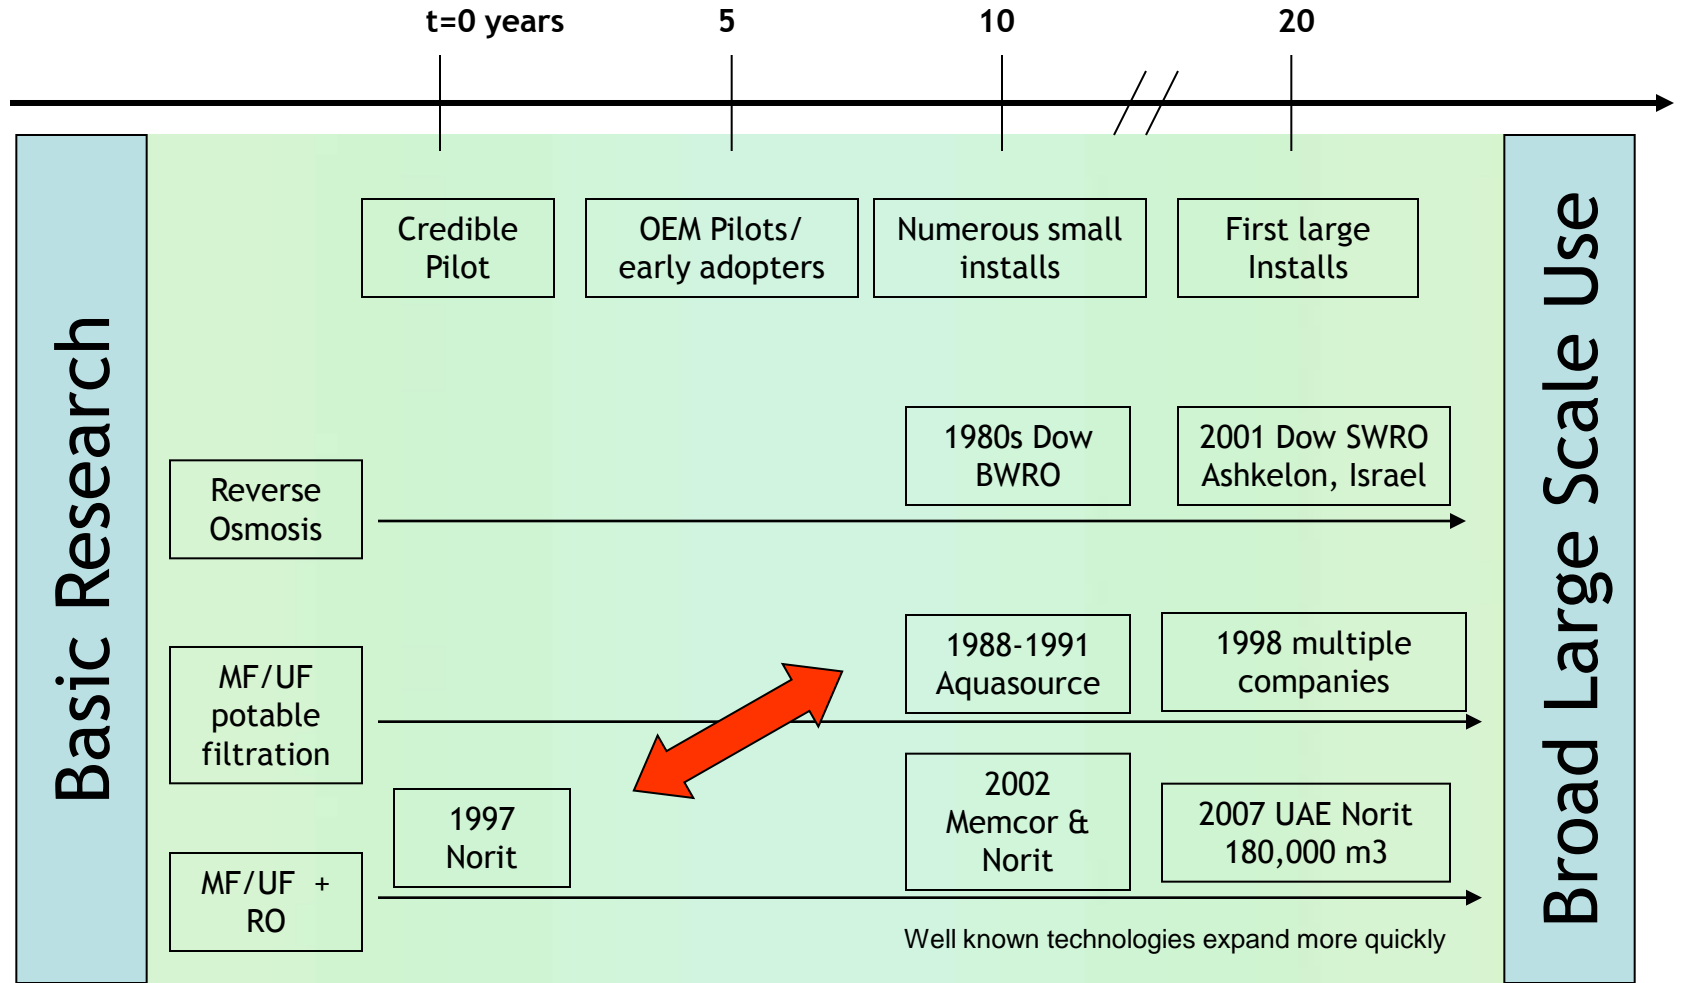 t=0 years
5
10
20
Basic Research
Credible
Pilot
OEM Pilots/
early adopters
Numerous small
installs
First large
Installs
Broad Large Scale Use
Reverse
Osmosis
1980s Dow
BWRO
2001 Dow SWRO
Ashkelon, Israel
MF/UF
potable
filtration
1988-1991
Aquasource
1998 multiple
companies
MF/UF +
RO
1997
Norit
2002
Memcor &
Norit
2007 UAE Norit
180,000 m3
Well known technologies expand more quickly